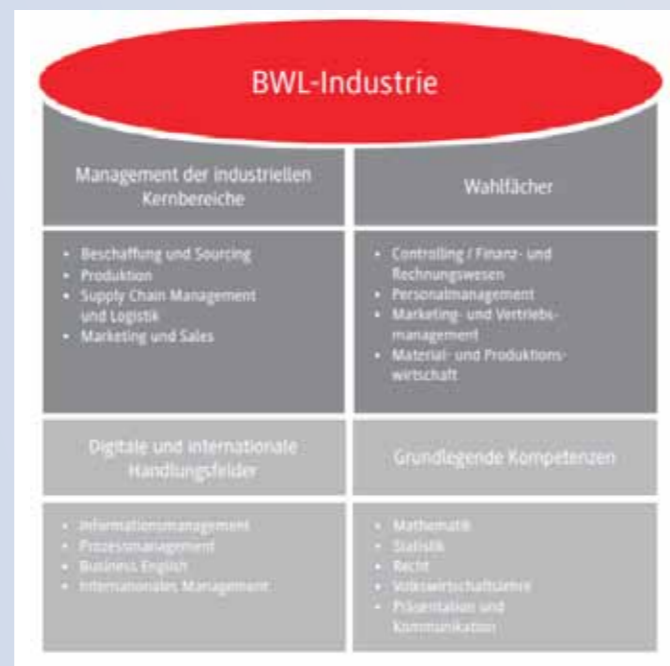 BWL-Industrie
Management der industriellen
Kernbereiche
• Beschaffung und Sourcing
• Produktion
• Supply Chain Management
und Logistik
• Marketing und Sales
Wahlfächer
• Controlling / Finanz- und
Rechnungswesen
• Personalmanagement
• Marketing- und Vertriebs-
management
• Material- und Produktions-
wirtschaft
Digitale und internationale
Handlungsfelder
• Informationsmanagement
• Prozessmanagement
• Business English
• Internationales Management
Grundlegende Kompetenzen
• Mathematik
• Statistik
• Recht
• Volkswirtschaftslehre
• Präsentation und
Kommunikation